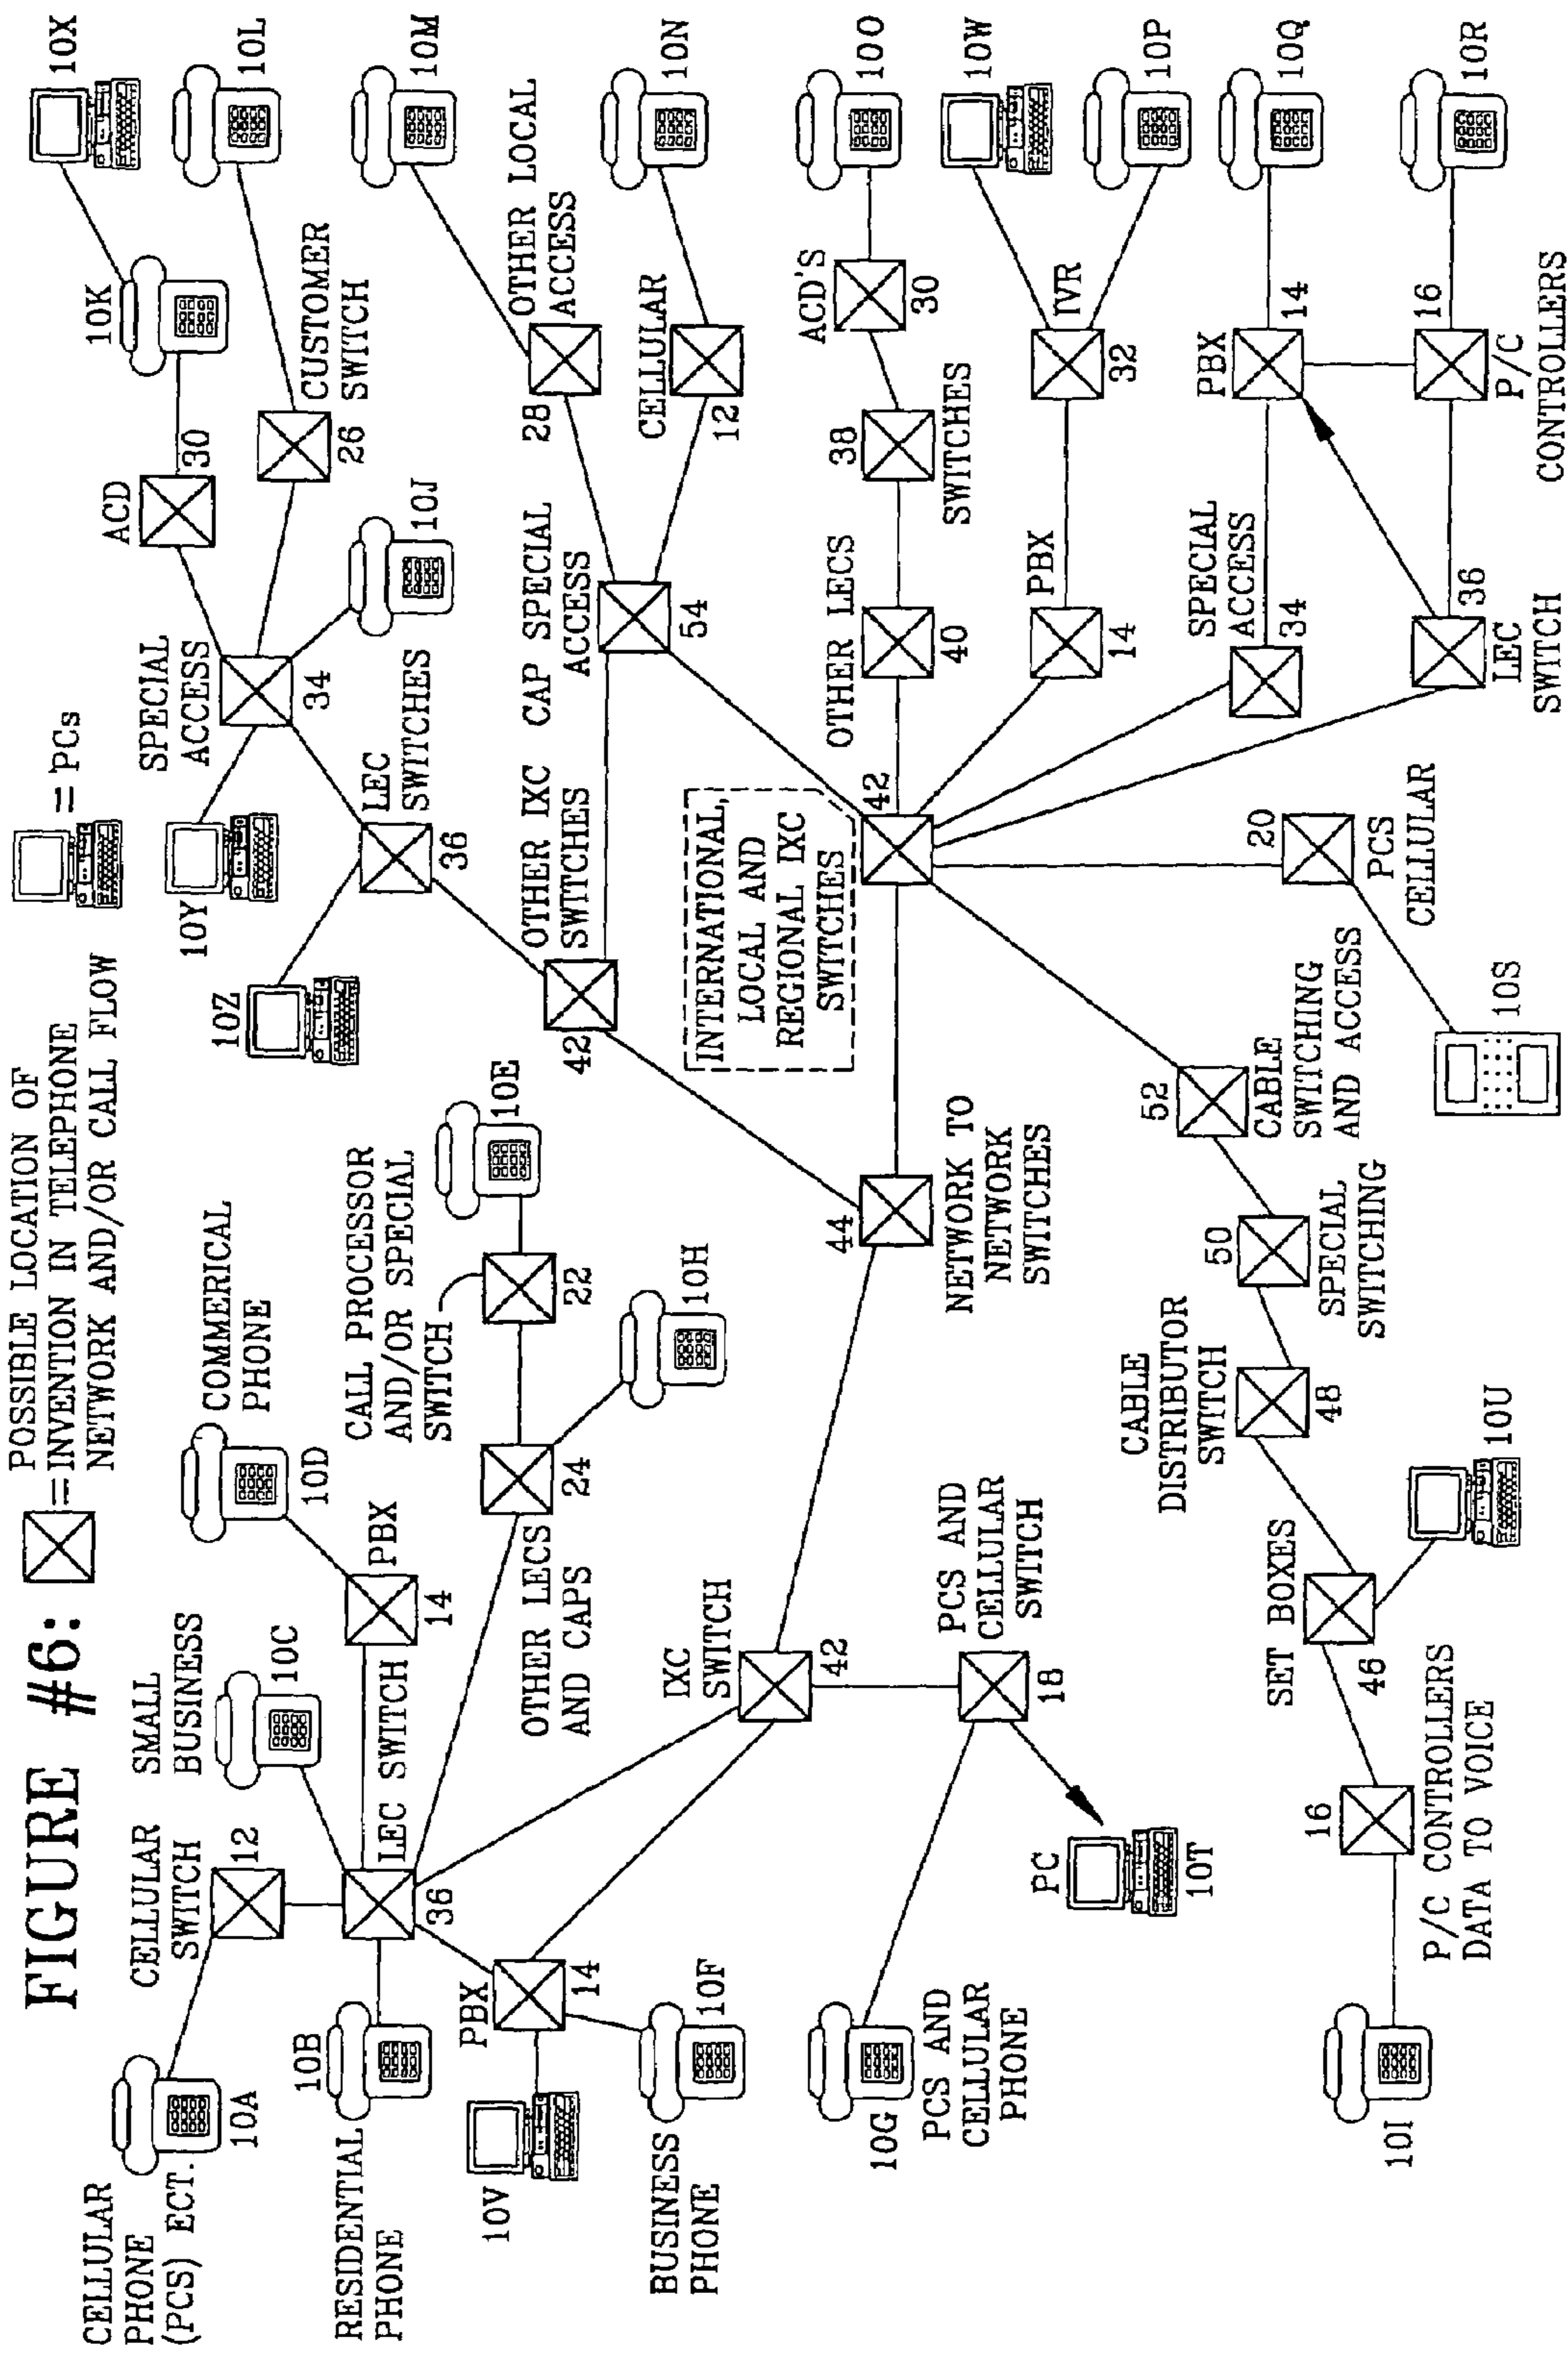 FIGURE #6:
= POSSIBLE LOCATION OF
INVENTION IN TELEPHONE
NETWORK AND/OR CALL FLOW
= PCs
CELLULAR
PHONE
(PCS) ECT.
10A
CELLULAR
SWITCH
12
SMALL
BUSINESS
10C
COMMERICAL
PHONE
10D
RESIDENTIAL
PHONE
10B
36
LEC SWITCH
14
PBX
CALL PROCESSOR
AND/OR SPECIAL
SWITCH
22
10E
10V
PBX
14
OTHER LECS
AND CAPS
24
10H
BUSINESS
PHONE
10F
IXC
SWITCH
42
10G
PCS AND
CELLULAR
PHONE
PCS AND
CELLULAR
SWITCH
18
PC
10T
44
NETWORK TO
NETWORK
SWITCHES
10I
16
P/C CONTROLLERS
DATA TO VOICE
SET BOXES
46
10U
CABLE
DISTRIBUTOR
SWITCH
48
50
SPECIAL
SWITCHING
52
CABLE
SWITCHING
AND ACCESS
10Z
10Y
SPECIAL
ACCESS
34
ACD
30
10K
10X
LEC
SWITCHES
36
10J
26
CUSTOMER
SWITCH
10L
OTHER IXC
SWITCHES
42
CAP SPECIAL
ACCESS
54
28
OTHER LOCAL
ACCESS
10M
CELLULAR
12
10N
INTERNATIONAL,
LOCAL AND
REGIONAL IXC
SWITCHES
42
OTHER LECS
40
38
SWITCHES
ACD'S
30
10O
PBX
14
IVR
32
10W
10P
SPECIAL
ACCESS
34
PBX
14
10Q
20
PCS
CELLULAR
10S
36
LEC
SWITCH
16
P/C
CONTROLLERS
10R